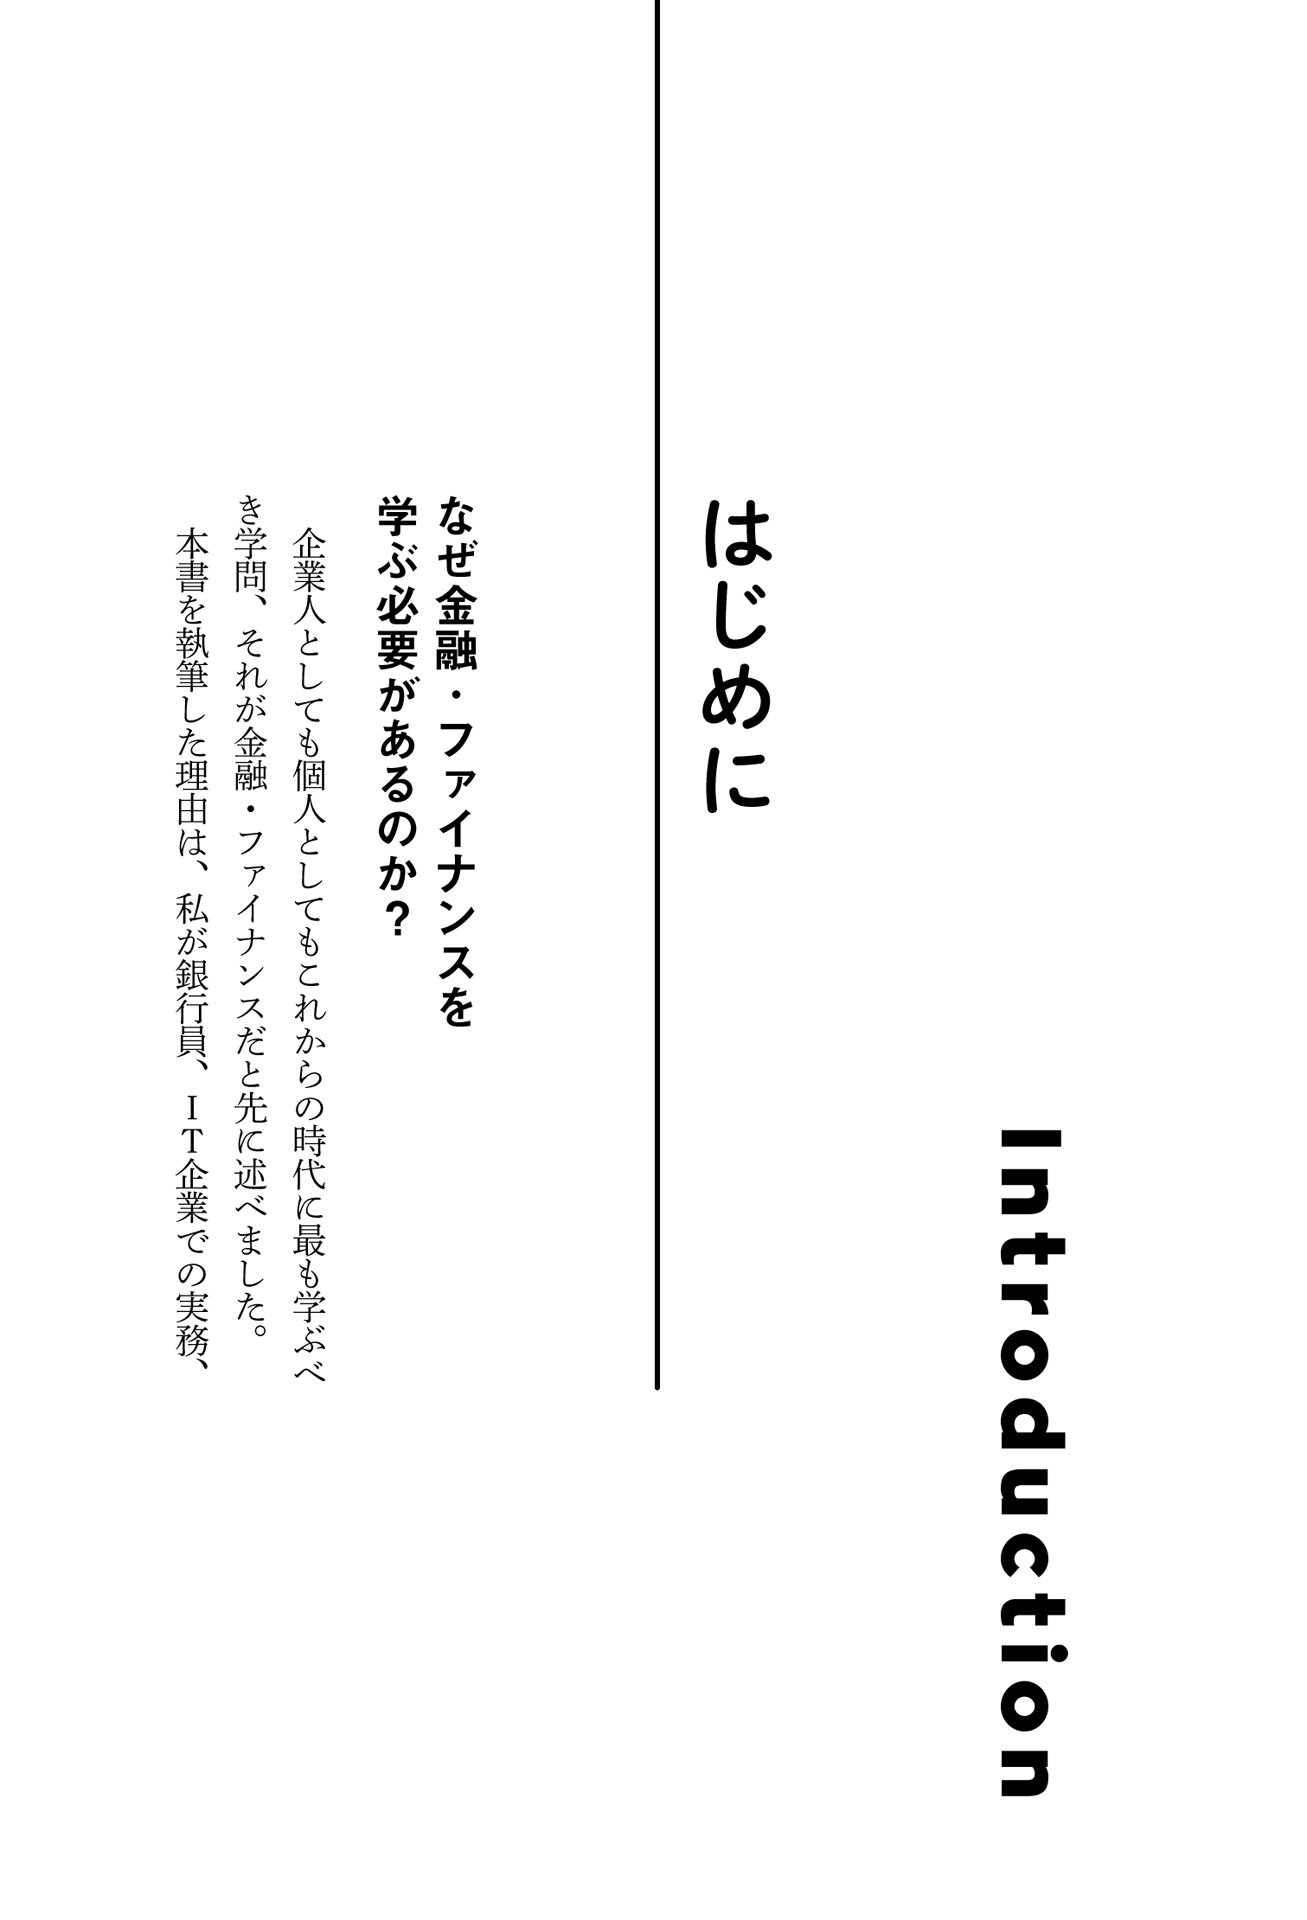 Introduction
はじめに
なぜ金融・ファイナンスを
学ぶ必要があるのか?
企業人としても個人としてもこれからの時代に最も学ぶべ
き学問、それが金融・ファイナンスだと先に述べました。
本書を執筆した理由は、私が銀行員、IT企業での実務、